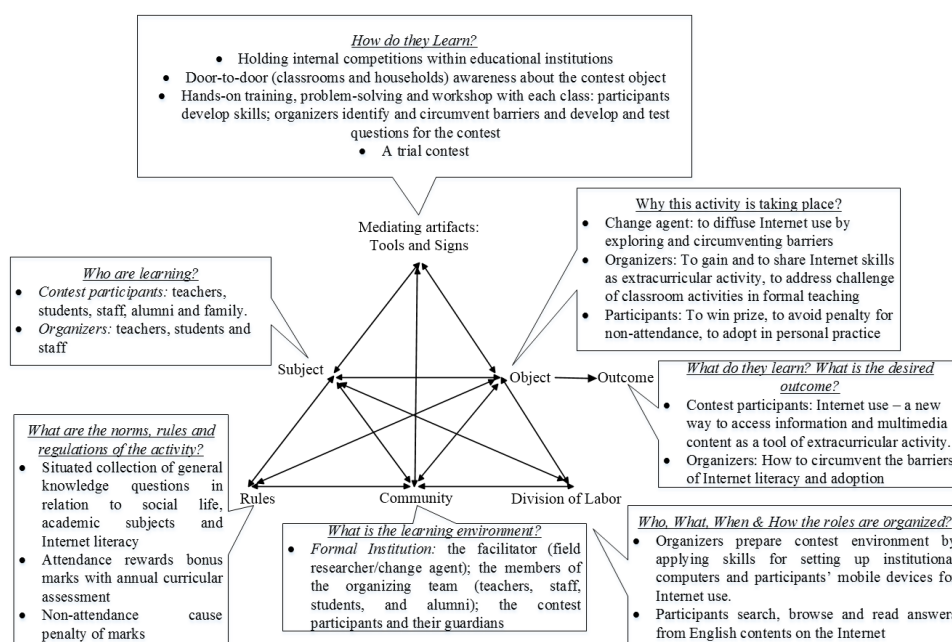 How do they Learn?
• Holding internal competitions within educational institutions
• Door-to-door (classrooms and households) awareness about the contest object
• Hands-on training, problem-solving and workshop with each class: participants
develop skills; organizers identify and circumvent barriers and develop and test
questions for the contest
• A trial contest
Mediating artifacts:
Tools and Signs
Why this activity is taking place?
• Change agent: to diffuse Internet use by
exploring and circumventing barriers
• Organizers: To gain and to share Internet skills
as extracurricular activity, to address challenge
of classroom activities in formal teaching
• Participants: To win prize, to avoid penalty for
non-attendance, to adopt in personal practice
Who are learning?
• Contest participants: teachers,
students, staff, alumni and family.
• Organizers: teachers, students and
staff
Subject
Object
Outcome
What do they learn? What is the desired
outcome?
• Contest participants: Internet use – a new
way to access information and multimedia
content as a tool of extracurricular activity.
• Organizers: How to circumvent the barriers
of Internet literacy and adoption
What are the norms, rules and
regulations of the activity?
• Situated collection of general
knowledge questions in
relation to social life,
academic subjects and
Internet literacy
• Attendance rewards bonus
marks with annual curricular
assessment
• Non-attendance cause
penalty of marks
Rules
Community
Division of Labor
What is the learning environment?
• Formal Institution: the facilitator (field
researcher/change agent); the members of
the organizing team (teachers, staff,
students, and alumni); the contest
participants and their guardians
Who, What, When & How the roles are organized?
• Organizers prepare contest environment by
applying skills for setting up institutional
computers and participants' mobile devices for
Internet use.
• Participants search, browse and read answers
from English contents on the Internet